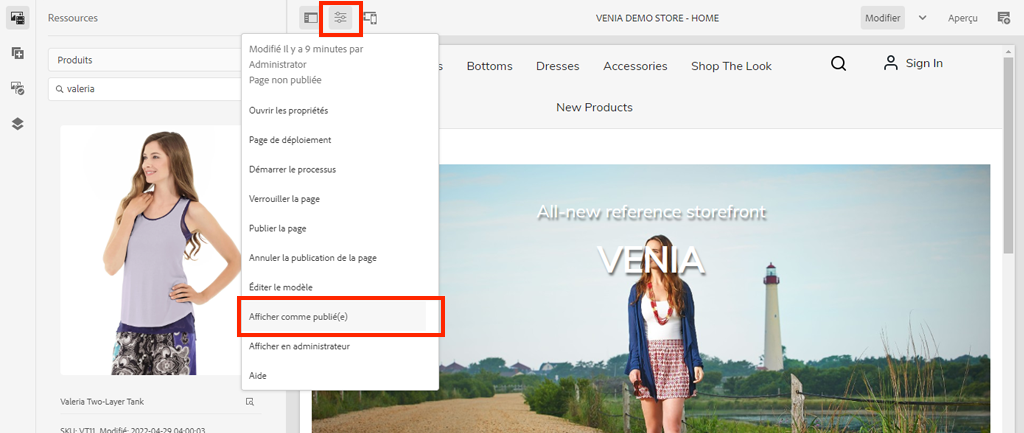 Ressources
VENIA DEMO STORE - HOME
Modifier
Aperçu
Produits
valeria
Modifié Il y a 9 minutes par
Administrator
Page non publiée
Ouvrir les propriétés
Page de déploiement
Démarrer le processus
Verrouiller la page
Publier la page
Annuler la publication de la page
Éditer le modèle
Afficher comme publié(e)
Afficher en administrateur
Aide
Valeria Two-Layer Tank
SKU: VT11, Modifié: 2022-04-29 04:00:03
s Bottoms Dresses Accessories Shop The Look
Sign In
New Products
All-new reference storefront
VENIA